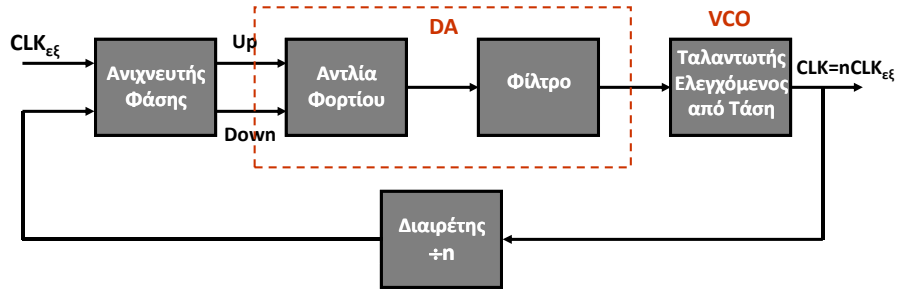 DA
VCO
CLKεξ
Up
Ανιχνευτής
Φάσης
Αντλία
Φορτίου
Φίλτρο
Ταλαντωτής
Ελεγχόμενος
από Τάση
CLK=nCLKεξ
Down
Διαιρέτης
÷n